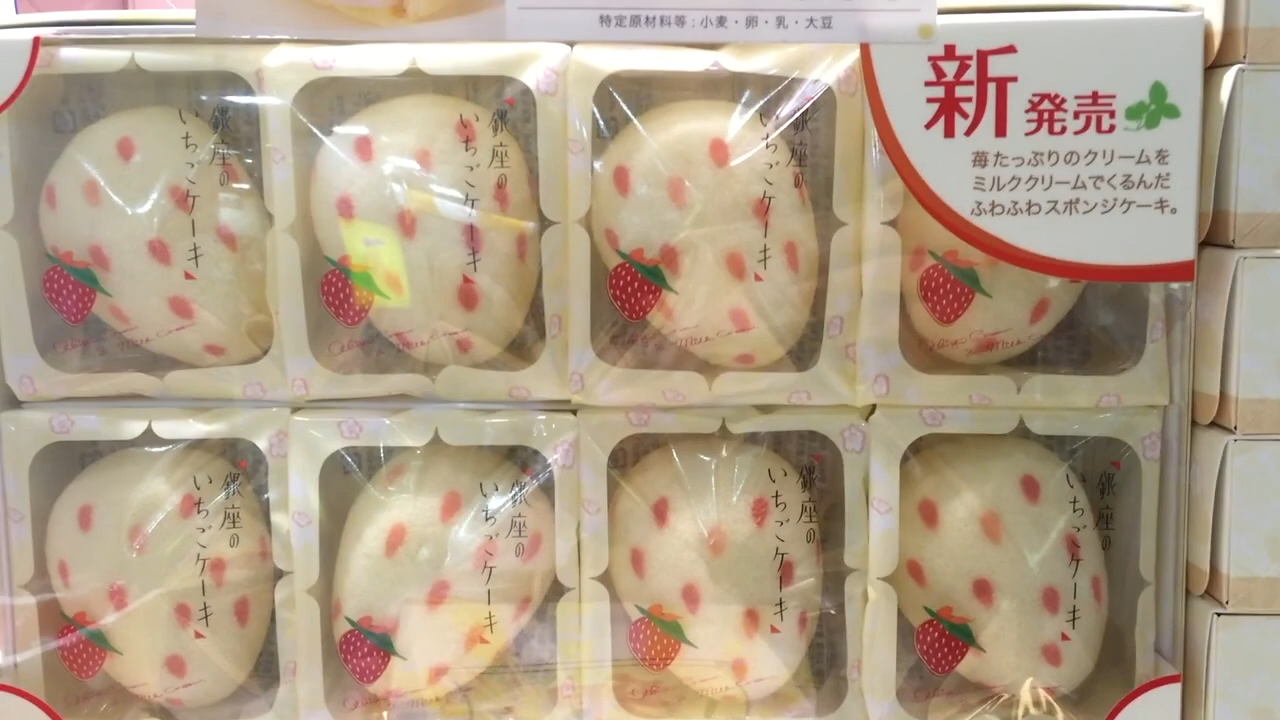 特定原材料等：小麦・卵・乳・大豆
新発売
苺たっぷりのクリームを
ミルククリームでくるんだ
ふわふわスポンジケーキ。
銀座の
いちごケーキ
銀座の
いちごケーキ
銀座の
いちごケーキ
銀座の
いちごケーキ
銀座の
いちごケーキ
銀座の
いちごケーキ
銀座の
いちごケーキ